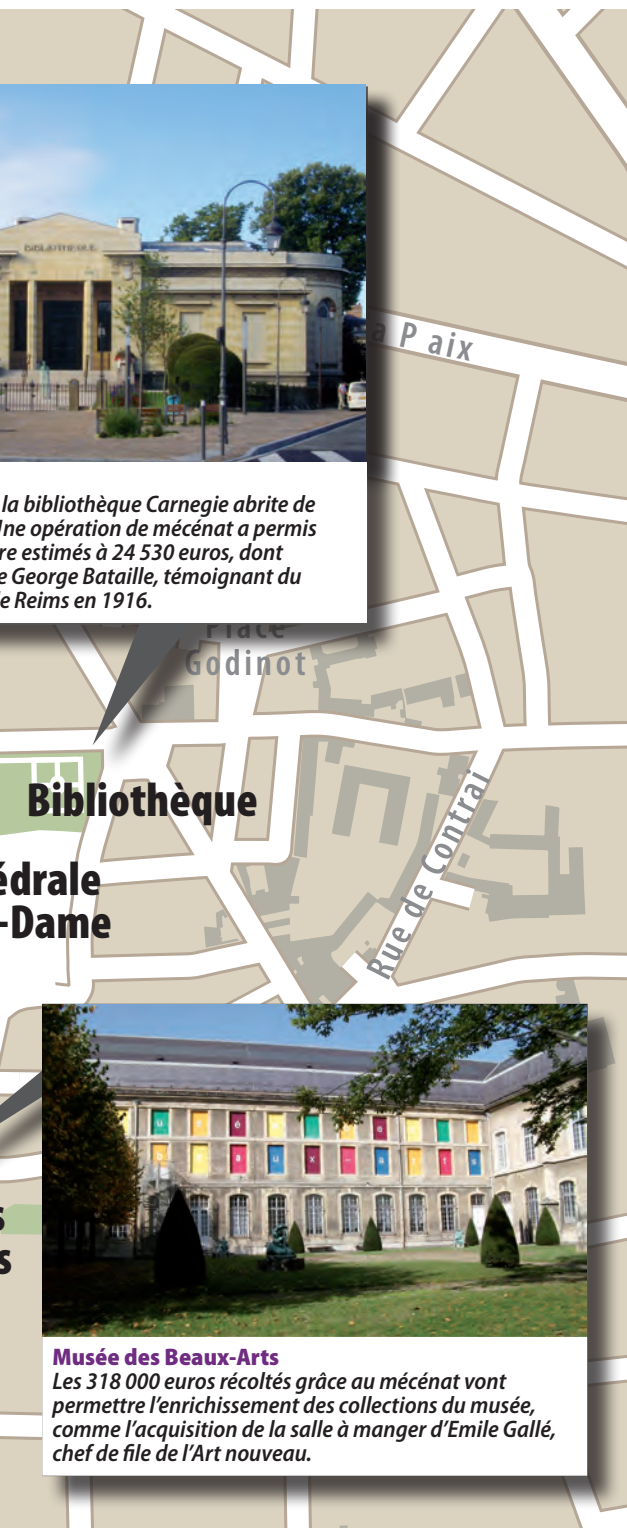 BIBLIOTHEQUE
a P aix
la bibliothèque Carnegie abrite de
Une opération de mécénat a permis
re estimés à 24 530 euros, dont
e George Bataille, témoignant du
de Reims en 1916.
Place
Godinot
Bibliothèque
Rue de Contrai
édrale
-Dame
u é e
b a u x - a r t s
s
s
Musée des Beaux-Arts
Les 318 000 euros récoltés grâce au mécénat vont
permettre l'enrichissement des collections du musée,
comme l'acquisition de la salle à manger d'Emile Gallé,
chef de file de l'Art nouveau.